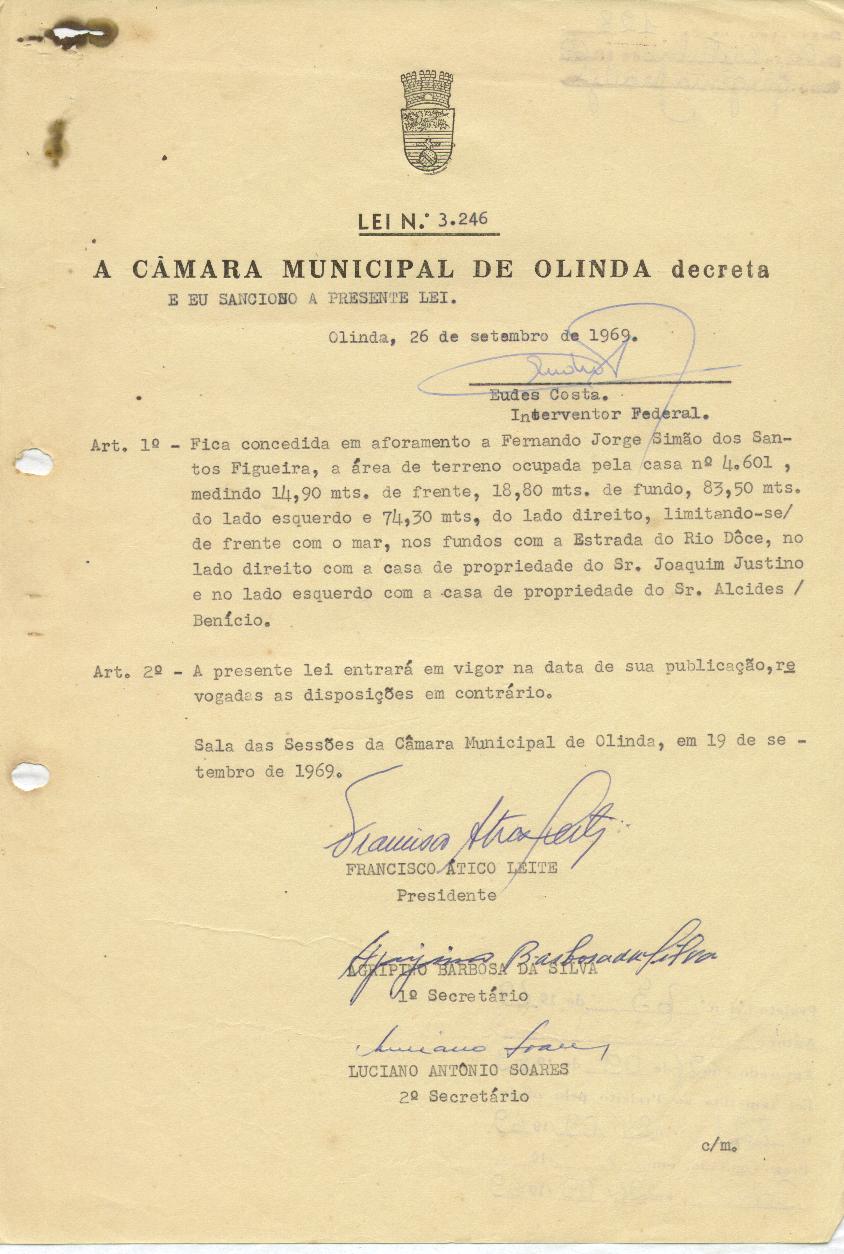 LEI N.º 3.246
A CÂMARA MUNICIPAL DE OLINDA decreta
E EU SANCIONO A PRESENTE LEI.
Olinda, 26 de setembro de 1969.
Eudes Costa.
Interventor Federal.
Art. 1º - Fica concedida em aforamento a Fernando Jorge Simão dos San-
tos Figueira, a área de terreno ocupada pela casa nº 4.601 ,
medindo 14,90 mts. de frente, 18,80 mts. de fundo, 83,50 mts.
do lado esquerdo e 74,30 mts, do lado direito, limitando-se/
de frente com o mar, nos fundos com a Estrada do Rio Dôce, no
lado direito com a casa de propriedade do Sr. Joaquim Justino
e no lado esquerdo com a casa de propriedade do Sr. Alcides /
Benício.
Art. 2º - A presente lei entrará em vigor na data de sua publicação,re
vogadas as disposições em contrário.
Sala das Sessões da Câmara Municipal de Olinda, em 19 de se -
tembro de 1969.
Francisco Ático Leite
FRANCISCO ÁTICO LEITE
Presidente
Agripino Barbosa da Silva
AGRIPINO BARBOSA DA SILVA
1º Secretário
Luciano Soares
LUCIANO ANTÔNIO SOARES
2º Secretário
c/m.